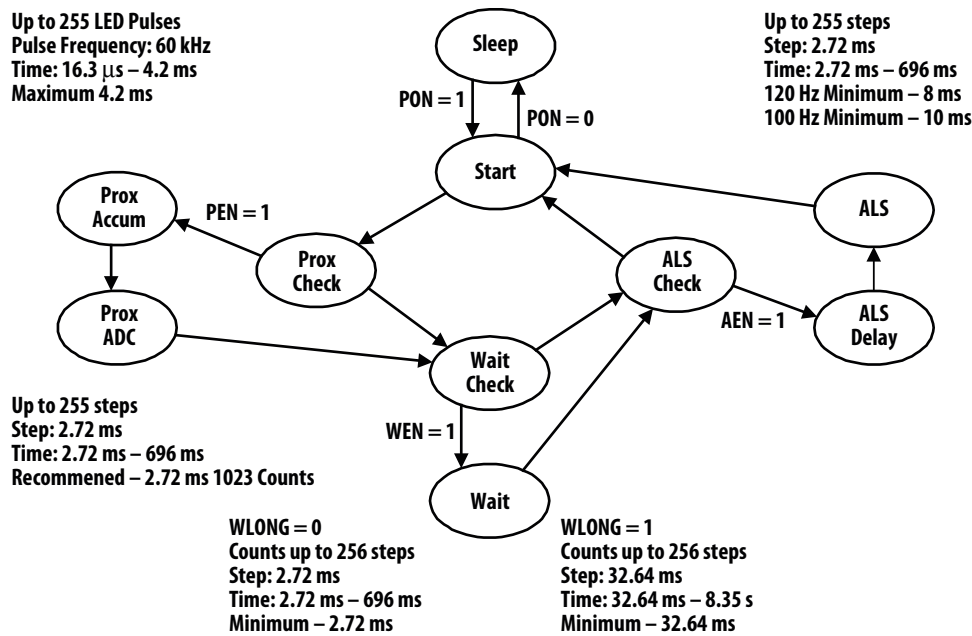 Up to 255 LED Pulses
Pulse Frequency: 60 kHz
Time: 16.3 μs – 4.2 ms
Maximum 4.2 ms
Sleep
Up to 255 steps
Step: 2.72 ms
Time: 2.72 ms – 696 ms
120 Hz Minimum – 8 ms
100 Hz Minimum – 10 ms
PON = 1
PON = 0
Start
Prox
Accum
PEN = 1
ALS
Prox
Check
ALS
Check
Prox
ADC
AEN = 1
ALS
Delay
Wait
Check
Up to 255 steps
Step: 2.72 ms
Time: 2.72 ms – 696 ms
Recommened – 2.72 ms 1023 Counts
WEN = 1
Wait
WLONG = 0
Counts up to 256 steps
Step: 2.72 ms
Time: 2.72 ms – 696 ms
Minimum – 2.72 ms
WLONG = 1
Counts up to 256 steps
Step: 32.64 ms
Time: 32.64 ms – 8.35 s
Minimum – 32.64 ms